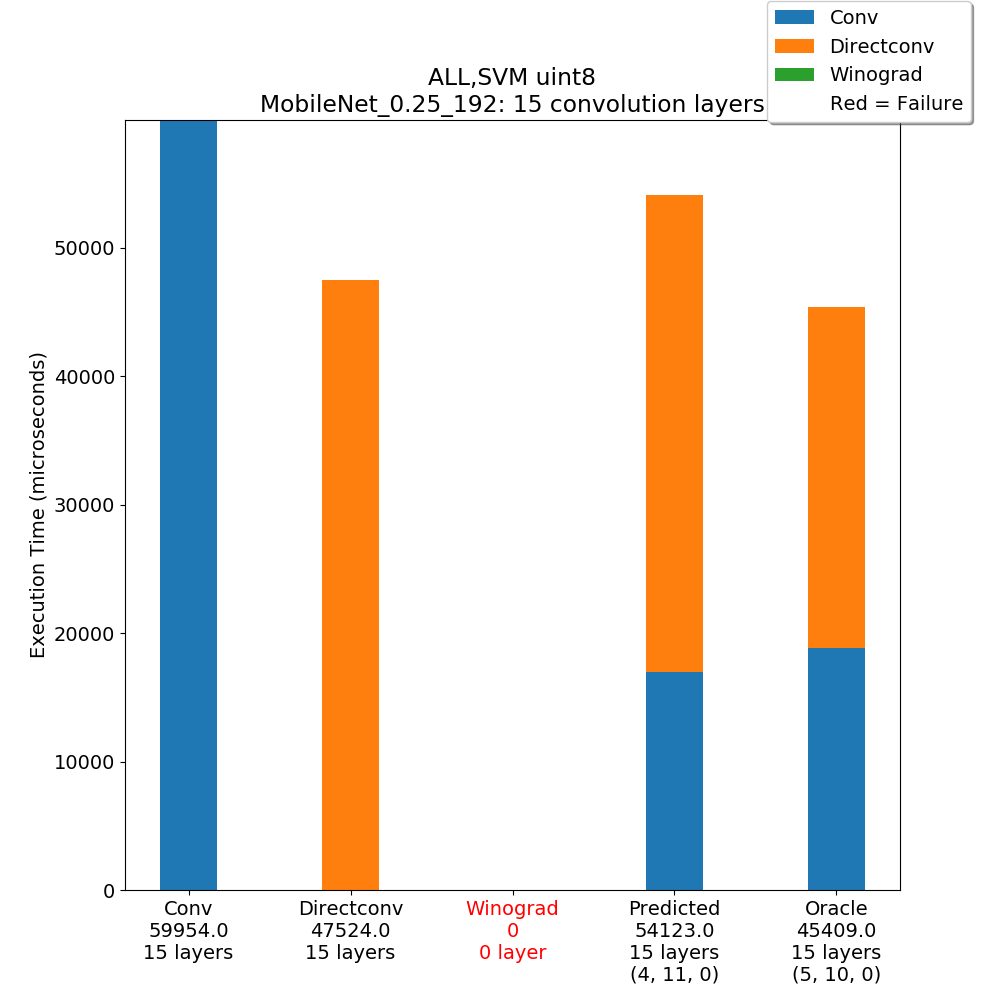 Conv
Directconv
Winograd
Red = Failure
ALL,SVM uint8
MobileNet_0.25_192: 15 convolution layers
Execution Time (microseconds)
50000
40000
30000
20000
10000
0
Conv
59954.0
15 layers
Directconv
47524.0
15 layers
Winograd
0
0 layer
Predicted
54123.0
15 layers
(4, 11, 0)
Oracle
45409.0
15 layers
(5, 10, 0)